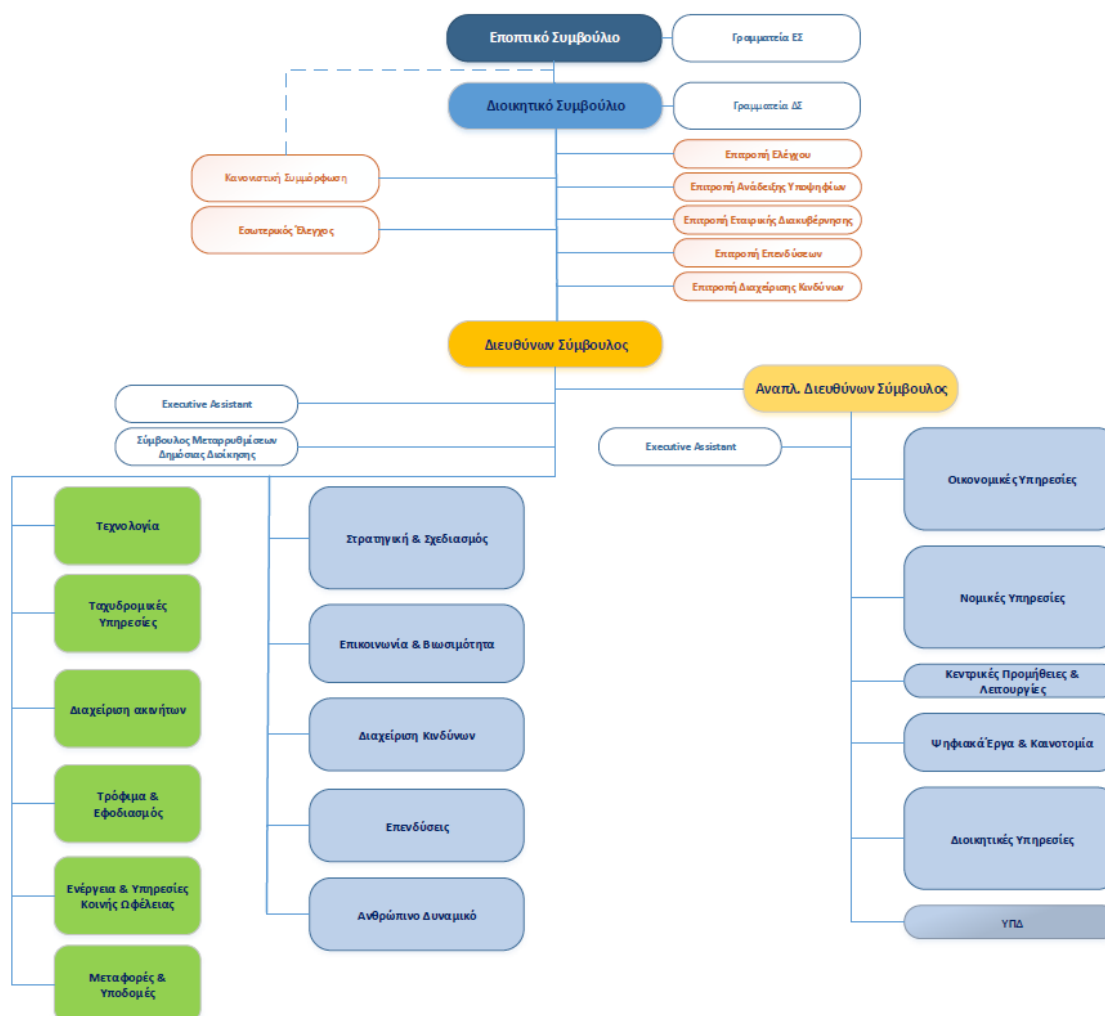 Εποπτικό Συμβούλιο
Γραμματεία ΕΣ
Διοικητικό Συμβούλιο
Γραμματεία ΔΣ
Επιτροπή Ελέγχου
Κανονιστική Συμμόρφωση
Επιτροπή Ανάδειξης Υποψηφίων
Επιτροπή Εταιρικής Διακυβέρνησης
Εσωτερικός Έλεγχος
Επιτροπή Επενδύσεων
Επιτροπή Διαχείρισης Κινδύνων
Διευθύνων Σύμβουλος
Αναπλ. Διευθύνων Σύμβουλος
Executive Assistant
Σύμβουλος Μεταρρυθμίσεων
Δημόσιας Διοίκησης
Executive Assistant
Τεχνολογία
Ταχυδρομικές
Υπηρεσίες
Διαχείριση ακινήτων
Τρόφιμα &
Εφοδιασμός
Ενέργεια & Υπηρεσίες
Κοινής Ωφέλειας
Μεταφορές &
Υποδομές
Στρατηγική & Σχεδιασμός
Επικοινωνία & Βιωσιμότητα
Διαχείριση Κινδύνων
Επενδύσεις
Ανθρώπινο Δυναμικό
Οικονομικές Υπηρεσίες
Νομικές Υπηρεσίες
Κεντρικές Προμήθειες &
Λειτουργίες
Ψηφιακά Έργα & Καινοτομία
Διοικητικές Υπηρεσίες
ΥΠΔ